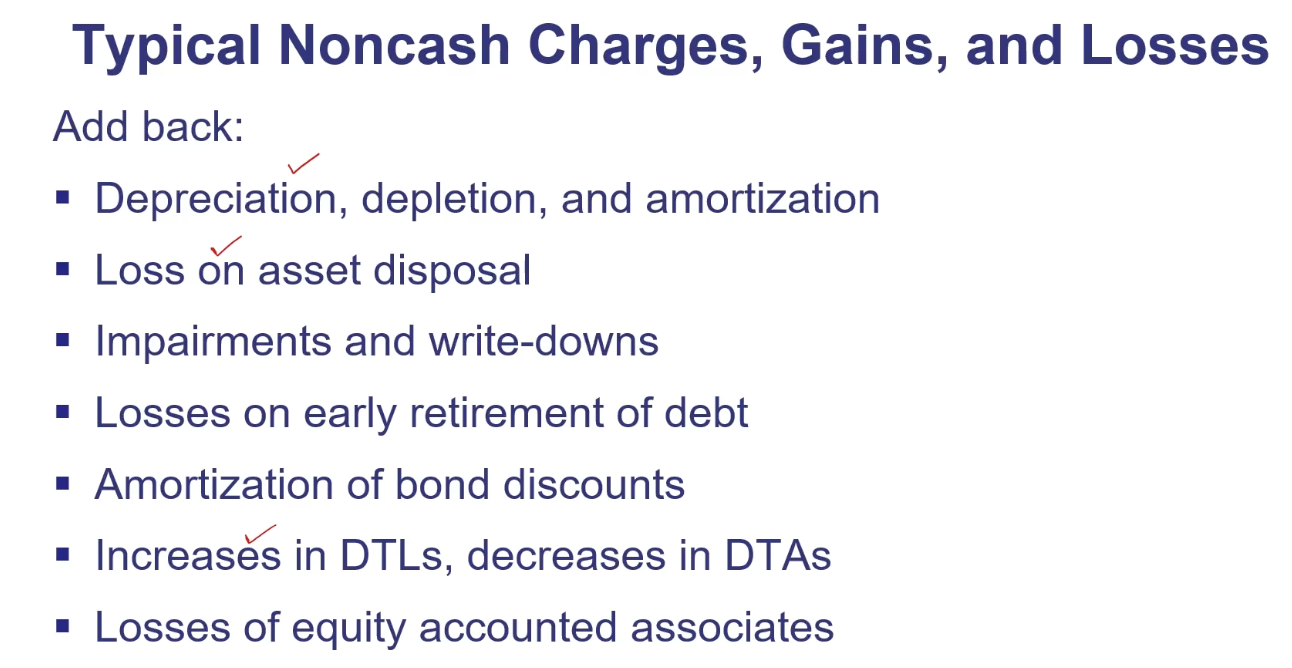 Typical Noncash Charges, Gains, and Losses
Add back:
▪ Depreciation, depletion, and amortization
▪ Loss on asset disposal
▪ Impairments and write-downs
▪ Losses on early retirement of debt
▪ Amortization of bond discounts
▪ Increases in DTLs, decreases in DTAs
▪ Losses of equity accounted associates